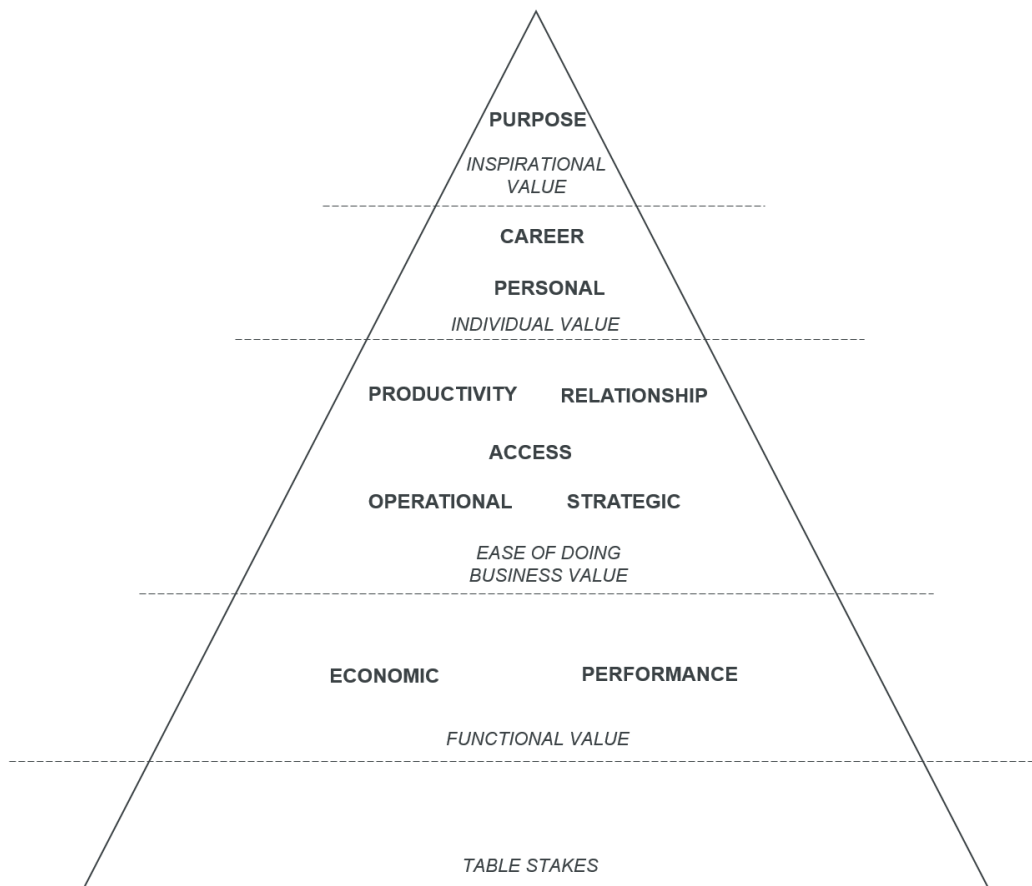 PURPOSE
INSPIRATIONAL
VALUE
CAREER
PERSONAL
INDIVIDUAL VALUE
PRODUCTIVITY RELATIONSHIP
ACCESS
OPERATIONAL STRATEGIC
EASE OF DOING
BUSINESS VALUE
ECONOMIC PERFORMANCE
FUNCTIONAL VALUE
TABLE STAKES